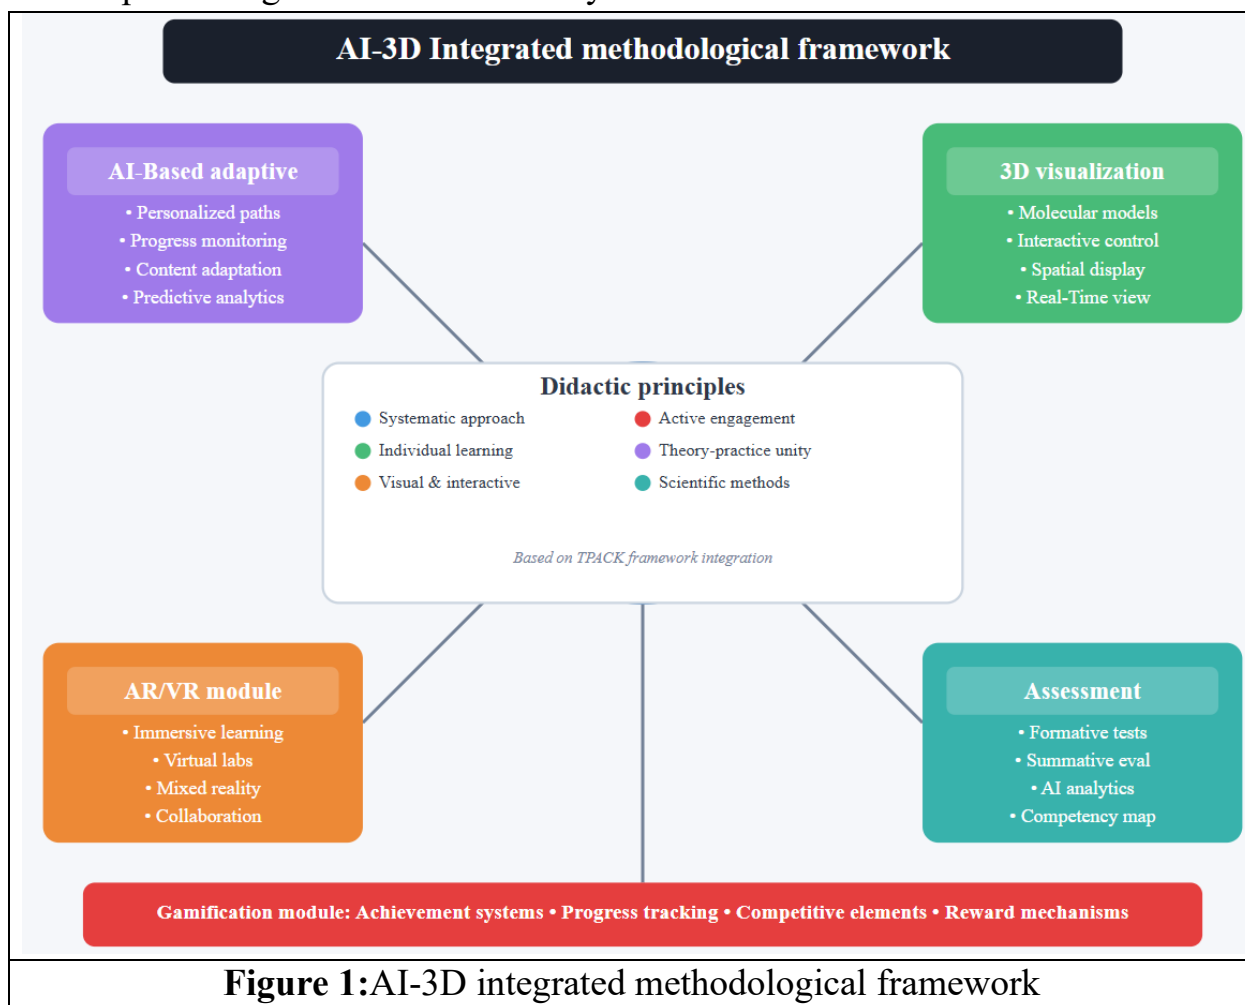 AI-3D Integrated methodological framework
AI-Based adaptive
• Personalized paths
• Progress monitoring
• Content adaptation
• Predictive analytics
3D visualization
• Molecular models
• Interactive control
• Spatial display
• Real-Time view
Didactic principles
Systematic approach
Individual learning
Visual & interactive
Active engagement
Theory-practice unity
Scientific methods
Based on TPACK framework integration
AR/VR module
• Immersive learning
• Virtual labs
• Mixed reality
• Collaboration
Assessment
• Formative tests
• Summative eval
• AI analytics
• Competency map
Gamification module: Achievement systems • Progress tracking • Competitive elements • Reward mechanisms
Figure 1:AI-3D integrated methodological framework